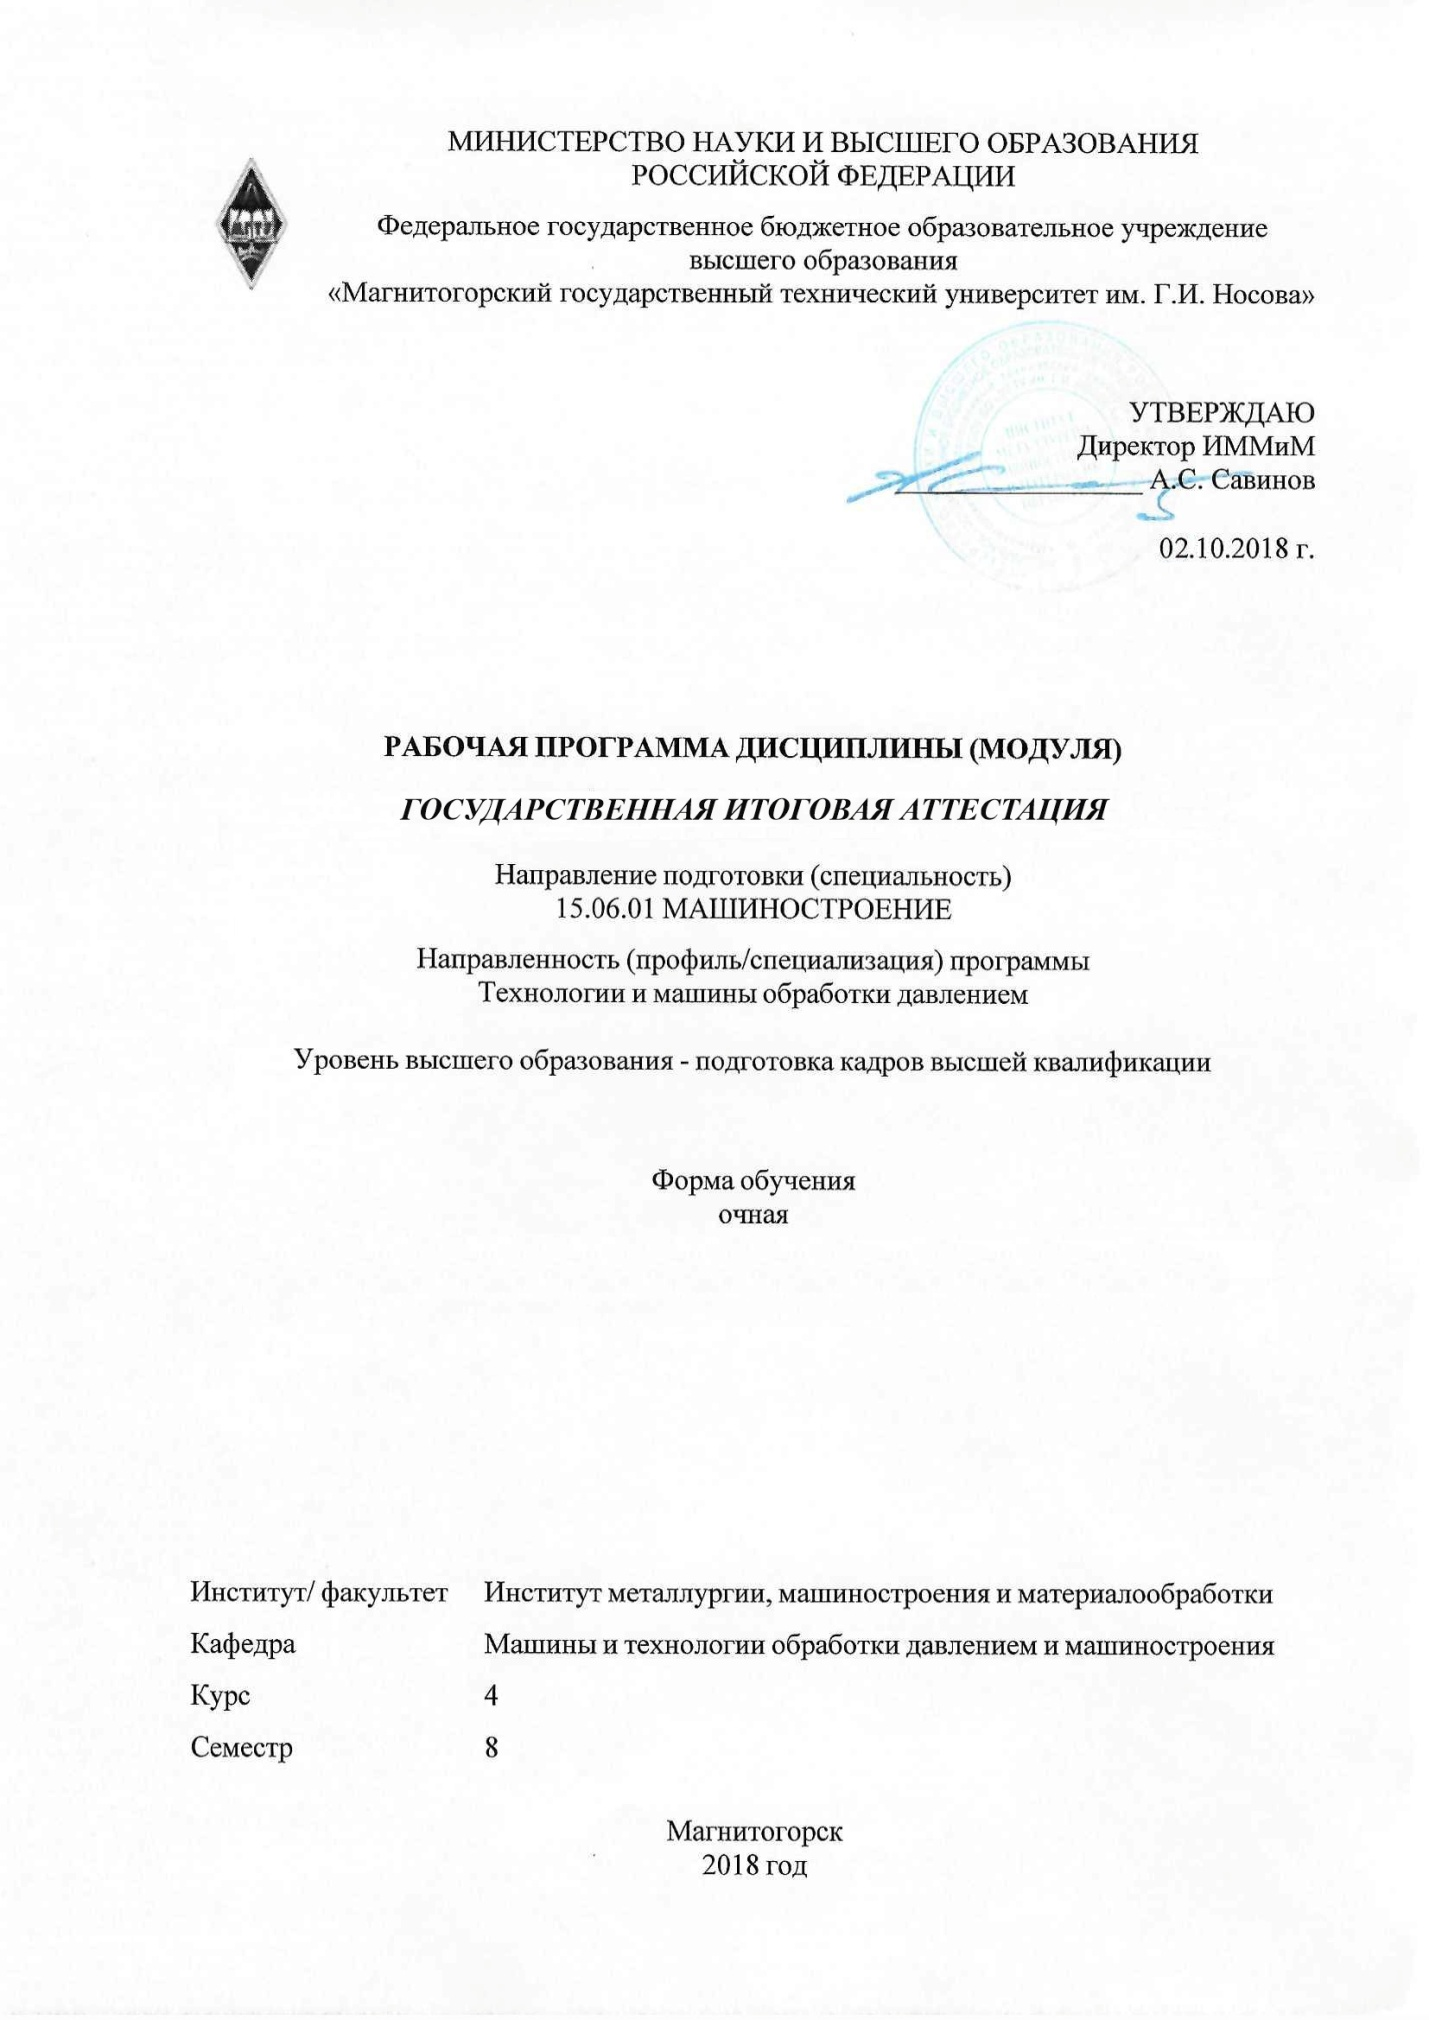 МИНИСТЕРСТВО НАУКИ И ВЫСШЕГО ОБРАЗОВАНИЯ
РОССИЙСКОЙ ФЕДЕРАЦИИ
Федеральное государственное бюджетное образовательное учреждение
высшего образования
«Магнитогорский государственный технический университет им. Г.И. Носова»
УТВЕРЖДАЮ
Директор ИММиМ
А.С. Савинов
02.10.2018 г.
РАБОЧАЯ ПРОГРАММА ДИСЦИПЛИНЫ (МОДУЛЯ)
ГОСУДАРСТВЕННАЯ ИТОГОВАЯ АТТЕСТАЦИЯ
Направление подготовки (специальность)
15.06.01 МАШИНОСТРОЕНИЕ
Направленность (профиль/специализация) программы
Технологии и машины обработки давлением
Уровень высшего образования - подготовка кадров высшей квалификации
Форма обучения
очная
Институт/ факультет Институт металлургии, машиностроения и материалообработки
Кафедра Машины и технологии обработки давлением и машиностроения
Курс 4
Семестр 8
Магнитогорск
2018 год